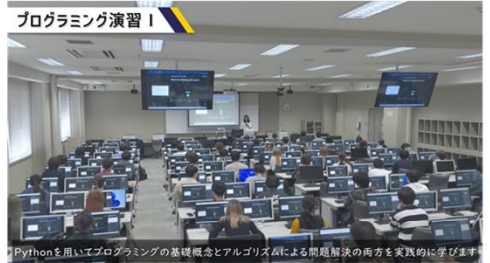 プログラミング演習Ⅰ
Pythonを用いてプログラミングの基礎概念とアルゴリズムによる問題解決の両方を実践的に学びます